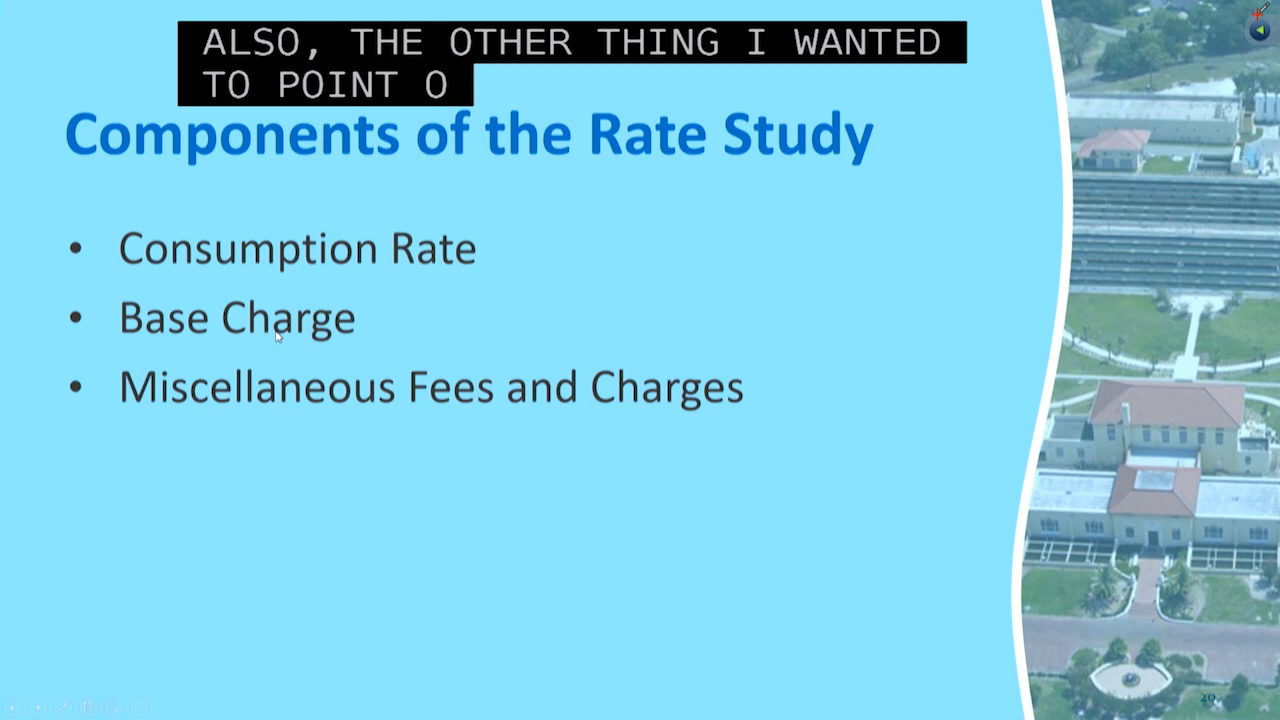 ALSO, THE OTHER THING I WANTED
TO POINT O
Components of the Rate Study
• Consumption Rate
• Base Charge
• Miscellaneous Fees and Charges